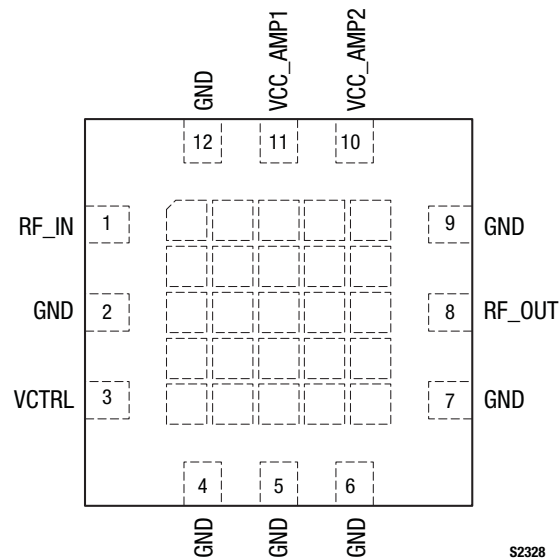 GND
VCC_AMP1
VCC_AMP2
12
11
10
RF_IN
1
9
GND
GND
2
8
RF_OUT
VCTRL
3
7
GND
4
5
6
GND
GND
GND
S2328